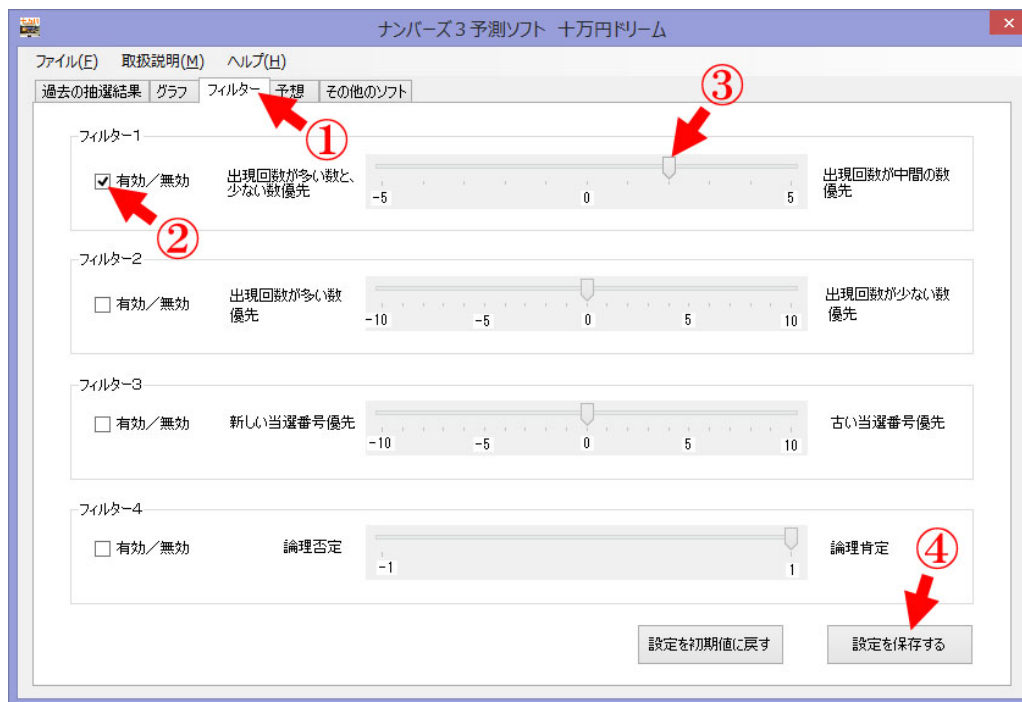 ナンバーズ3予測ソフト 十万円ドリーム
×
ファイル(F) 取扱説明(M) ヘルプ(H)
過去の抽選結果 グラフ フィルター 予想 その他のソフト
①
③
フィルター1
有効/無効
出現回数が多い数と、
少ない数優先
-5 0 5
出現回数が中間の数
優先
②
フィルター2
有効/無効
出現回数が多い数
優先
-10 -5 0 5 10
出現回数が少ない数
優先
フィルター3
有効/無効
新しい当選番号優先
-10 -5 0 5 10
古い当選番号優先
フィルター4
有効/無効
論理否定
-1 1
論理肯定
④
設定を初期値に戻す
設定を保存する